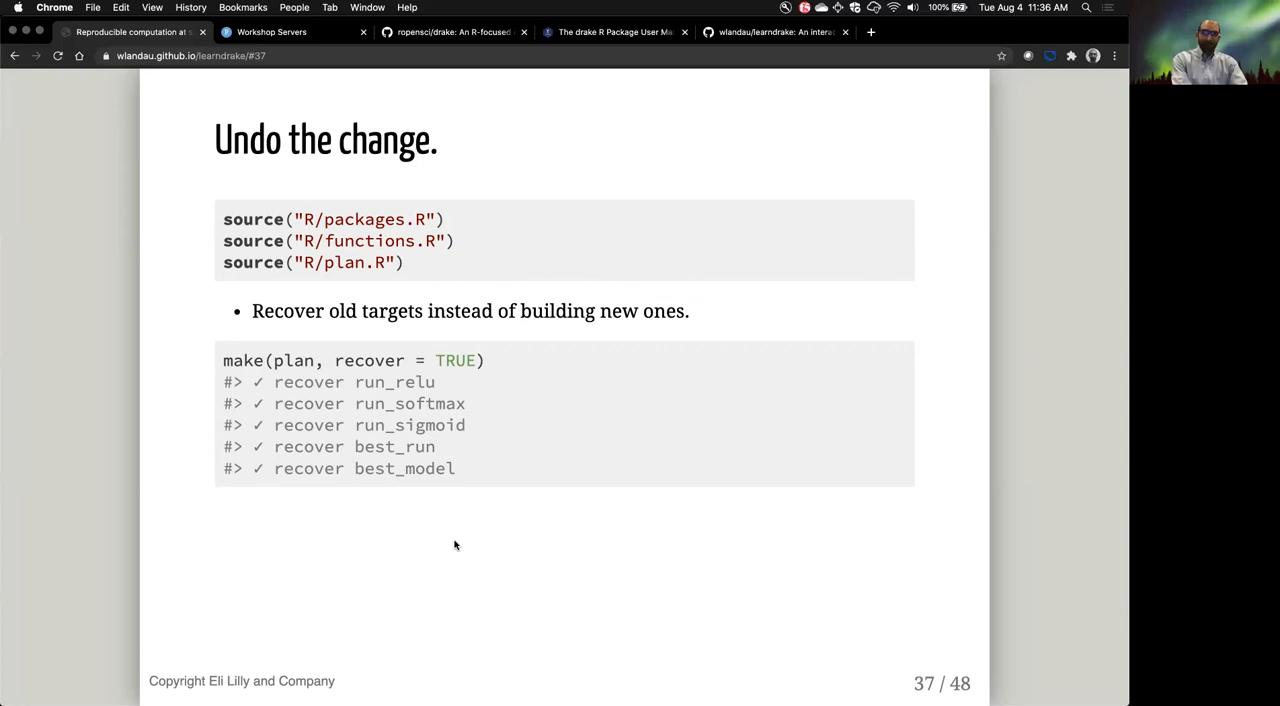 Chrome File Edit View History Bookmarks People Tab Window Help 100% Tue Aug 4 11:36 AM
Reproducible computation at s Workshop Servers ropensci/drake: An R-focused The drake R Package User Ma wlandau/learndrake: An intera
wlandau.github.io/learndrake/#37
Undo the change.
source("R/packages.R")
source("R/functions.R")
source("R/plan.R")
• Recover old targets instead of building new ones.
make(plan, recover = TRUE)
#> ✓ recover run_relu
#> ✓ recover run_softmax
#> ✓ recover run_sigmoid
#> ✓ recover best_run
#> ✓ recover best_model
Copyright Eli Lilly and Company
37 / 48